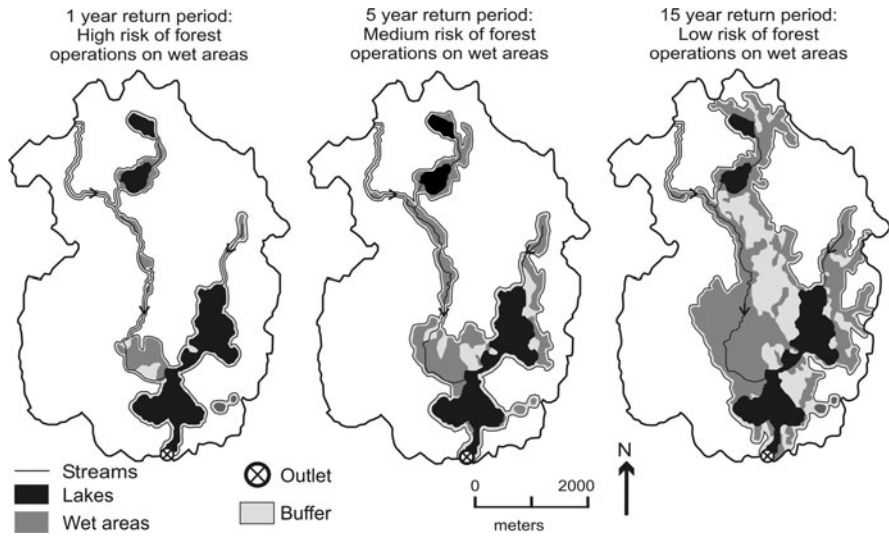 1 year return period:
High risk of forest
operations on wet areas
5 year return period:
Medium risk of forest
operations on wet areas
15 year return period:
Low risk of forest
operations on wet areas
Streams
Lakes
Wet areas
Outlet
Buffer
0 2000
meters
N